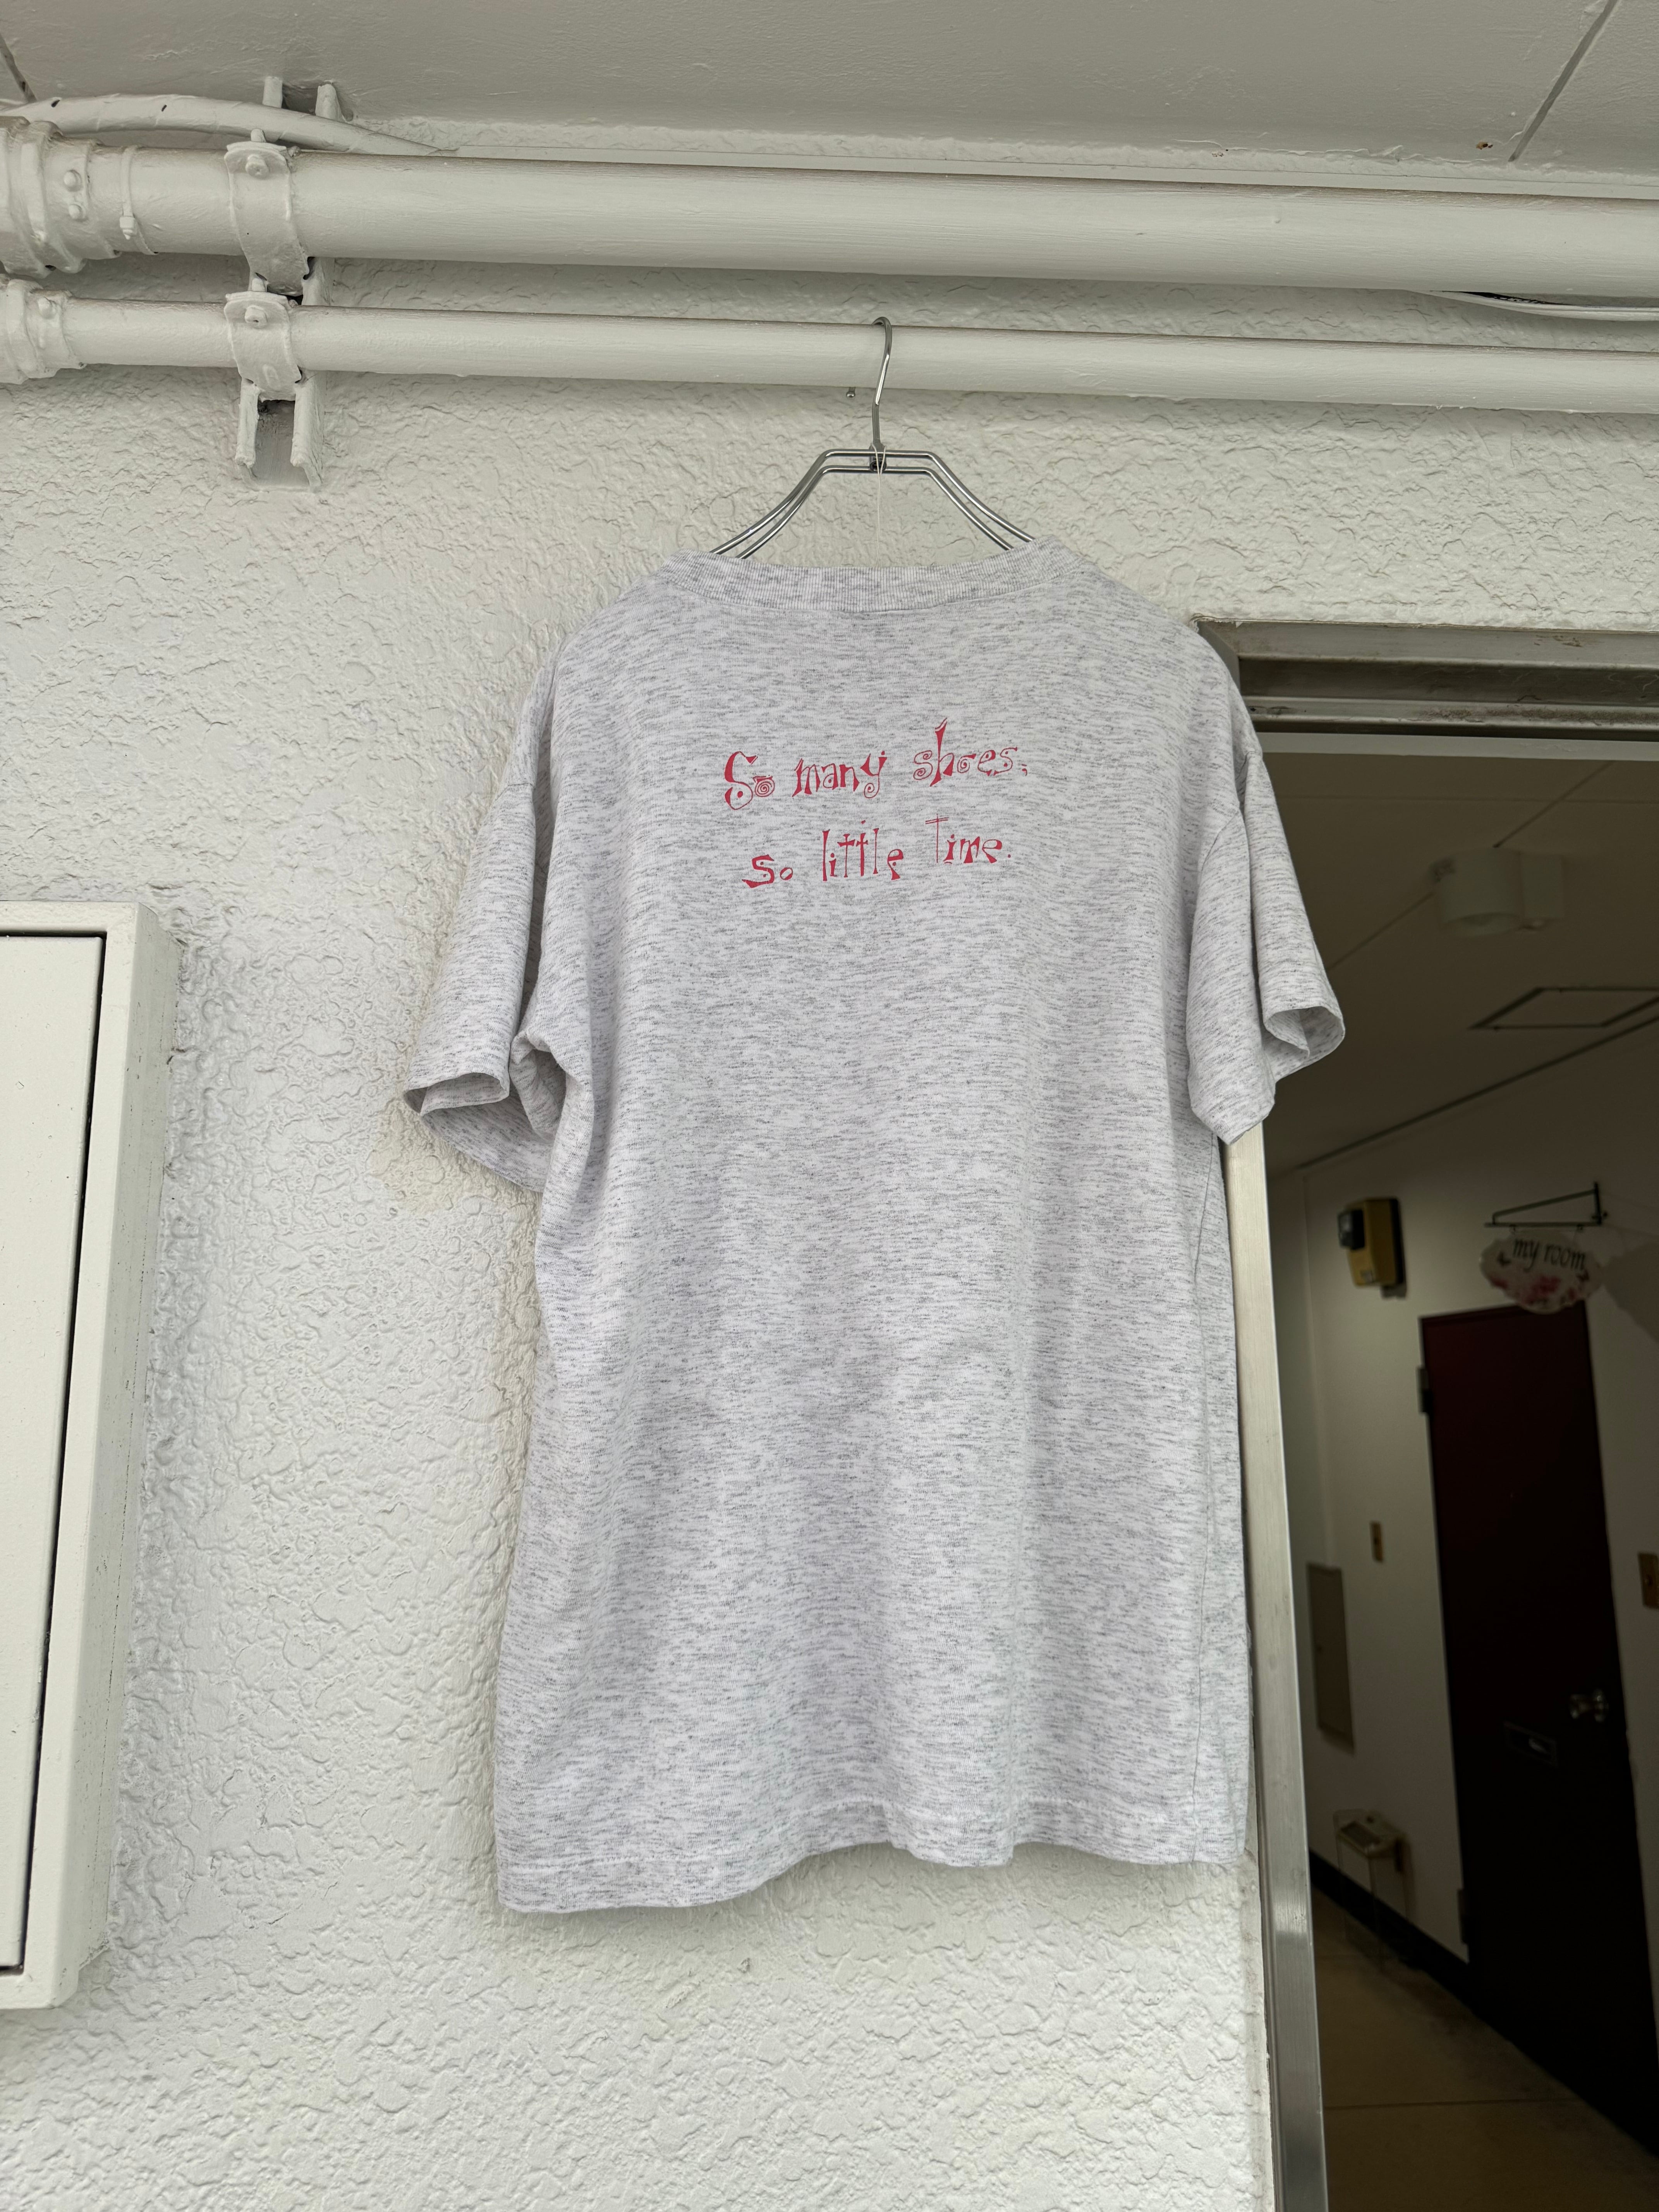 So many shoes,
so little Time.
my room